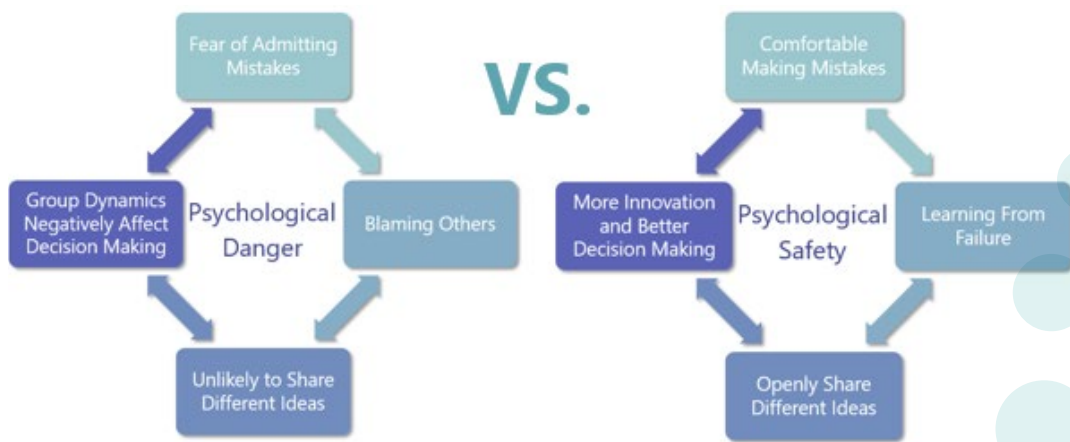 Fear of Admitting
Mistakes
Group Dynamics
Negatively Affect
Decision Making
Psychological
Danger
Blaming Others
Unlikely to Share
Different Ideas
VS.
Comfortable
Making Mistakes
More Innovation
and Better
Decision Making
Psychological
Safety
Learning From
Failure
Openly Share
Different Ideas